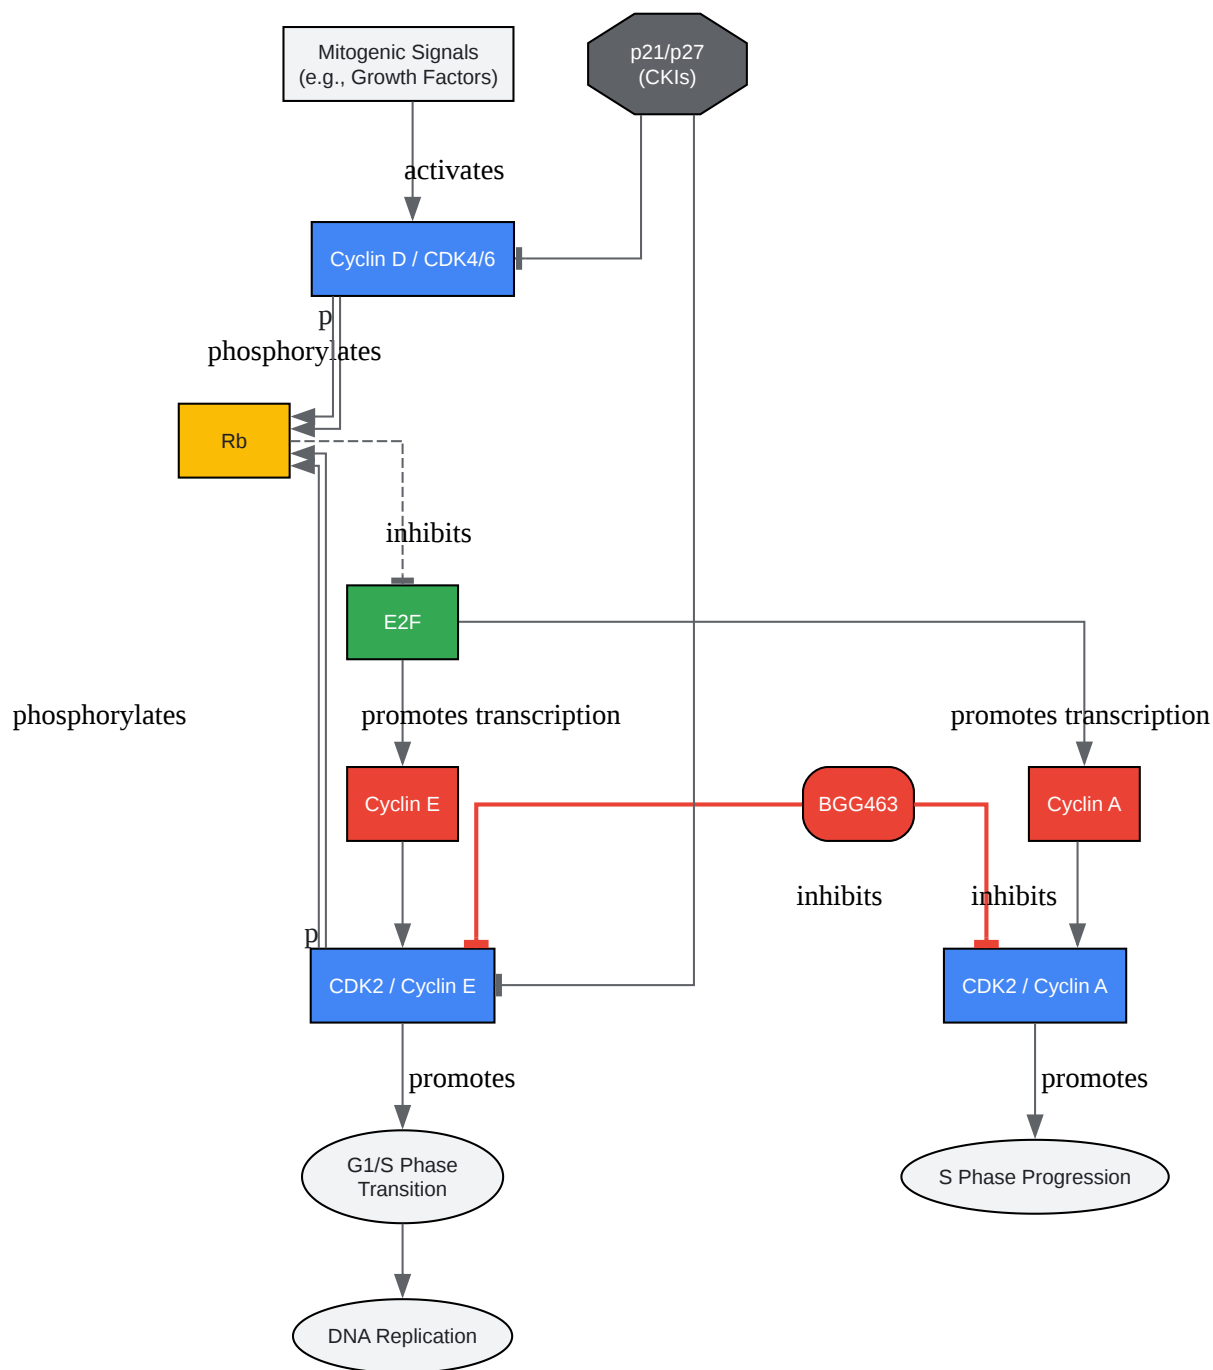 Mitogenic Signals
(e.g., Growth Factors)
p21/p27
(CKIs)
activates
Cyclin D / CDK4/6
p
phosphorylates
Rb
inhibits
E2F
phosphorylates
promotes transcription
promotes transcription
Cyclin E
BGG463
Cyclin A
inhibits
inhibits
p
CDK2 / Cyclin E
CDK2 / Cyclin A
promotes
promotes
G1/S Phase
Transition
S Phase Progression
DNA Replication